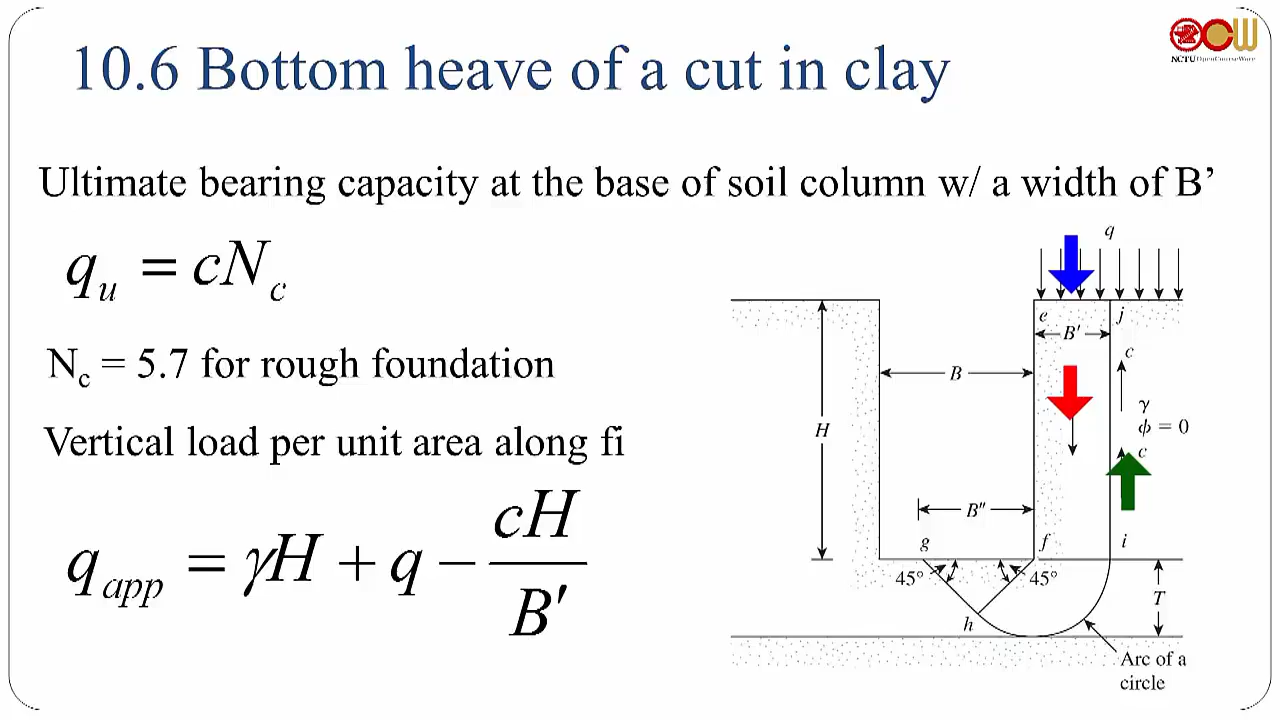 10.6 Bottom heave of a cut in clay
NCTU OpenCourseWare
Ultimate bearing capacity at the base of soil column w/ a width of B’
q_u = cN_c
N_c = 5.7 for rough foundation
Vertical load per unit area along fi
q_app = γH + q − cH / B′
q
e
j
B′
c
B
γ
ϕ = 0
H
c
B″
g
f
i
45°
45°
T
h
Arc of a
circle